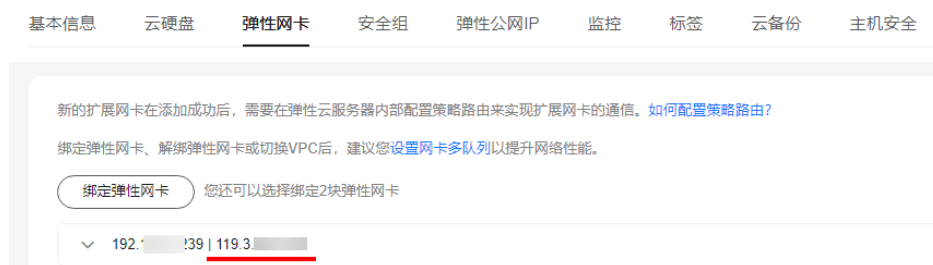 基本信息 云硬盘 弹性网卡 安全组 弹性公网IP 监控 标签 云备份 主机安全
新的扩展网卡在添加成功后，需要在弹性云服务器内部配置策略路由来实现扩展网卡的通信。如何配置策略路由？
绑定弹性网卡、解绑弹性网卡或切换VPC后，建议您设置网卡多队列以提升网络性能。
绑定弹性网卡 您还可以选择绑定2块弹性网卡
192. 239 | 119.3.